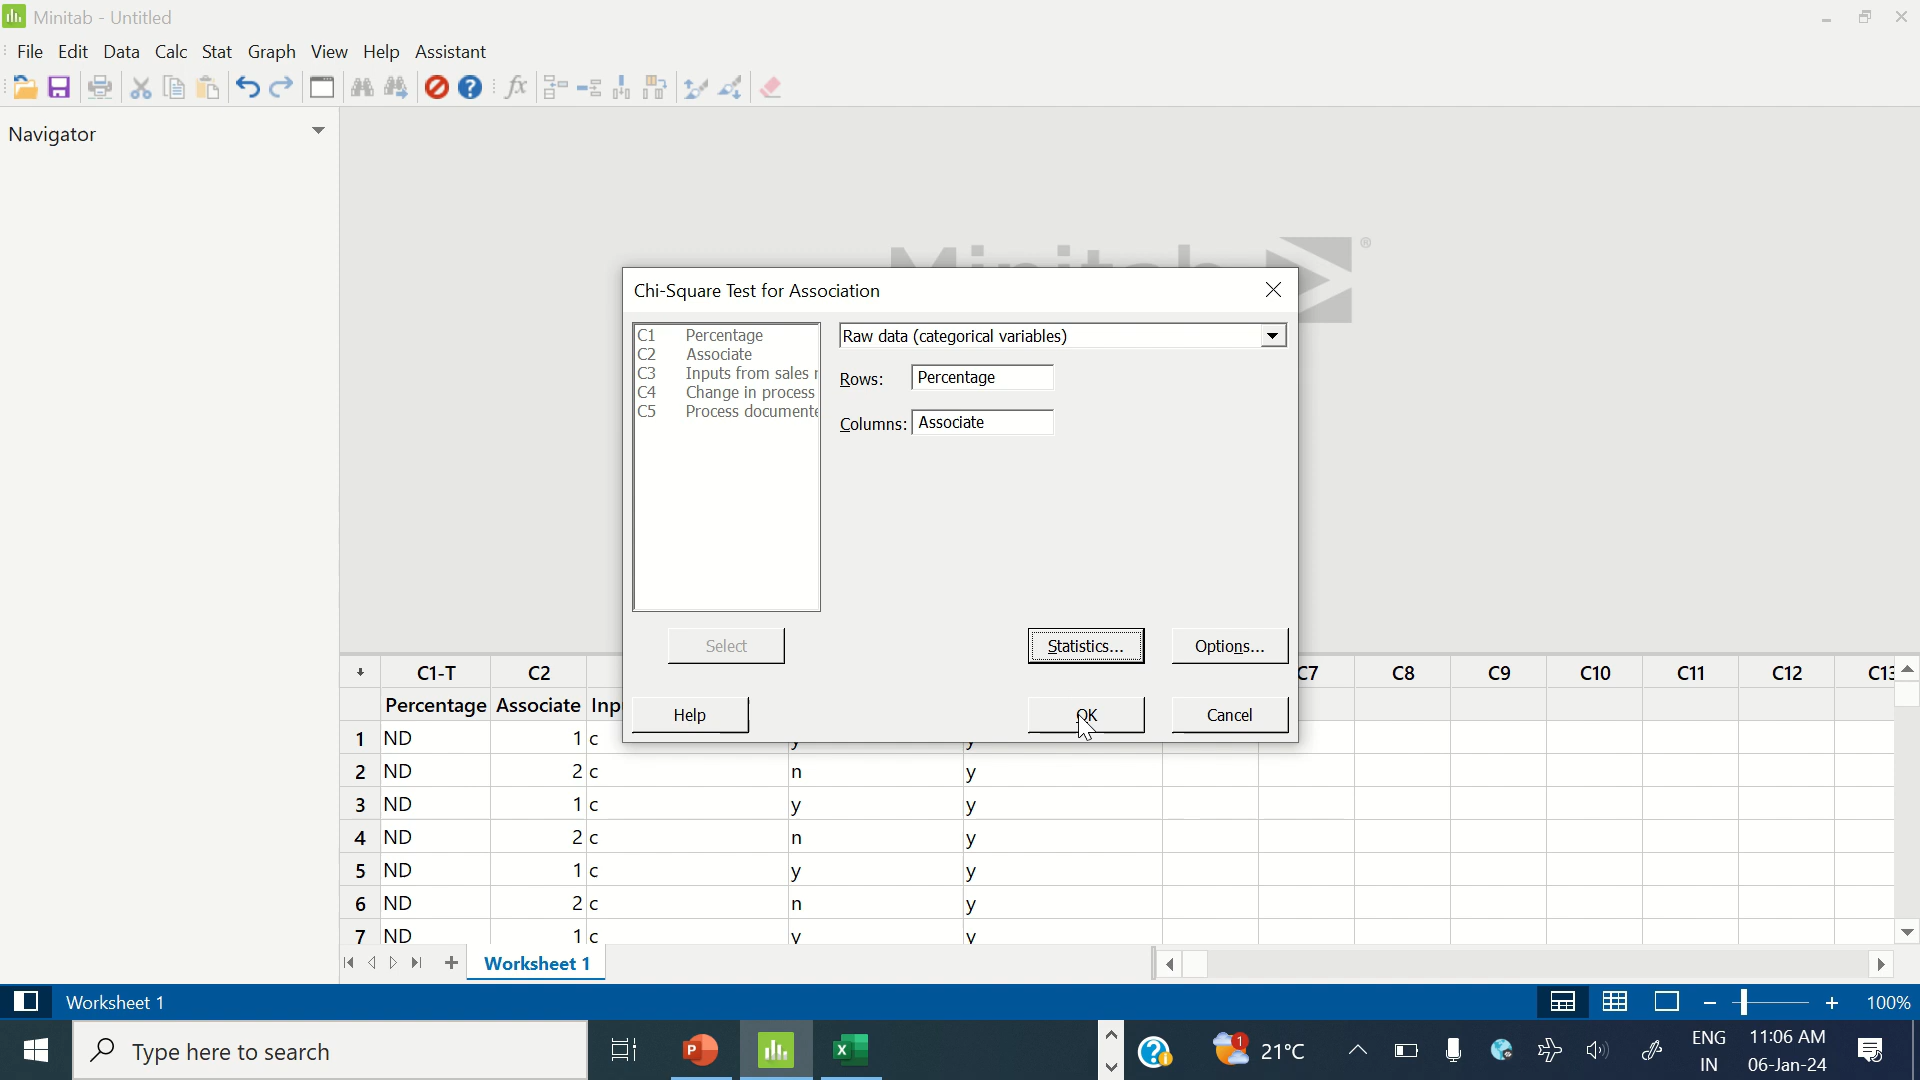 Minitab - Untitled
File Edit Data Calc Stat Graph View Help Assistant
Navigator
Minitab ®
Chi-Square Test for Association
C1 Percentage
C2 Associate
C3 Inputs from sales r
C4 Change in process
C5 Process documente
Raw data (categorical variables)
Rows: Percentage
Columns: Associate
Select
Statistics...
Options...
Help
OK
Cancel
C1-T C2 C7 C8 C9 C10 C11 C12 C13
Percentage Associate Inp
1 ND 1 c y y
2 ND 2 c n y
3 ND 1 c y y
4 ND 2 c n y
5 ND 1 c y y
6 ND 2 c n y
7 ND 1 c y y
Worksheet 1
Worksheet 1
100%
Type here to search
1 21°C
ENG
IN
11:06 AM
06-Jan-24